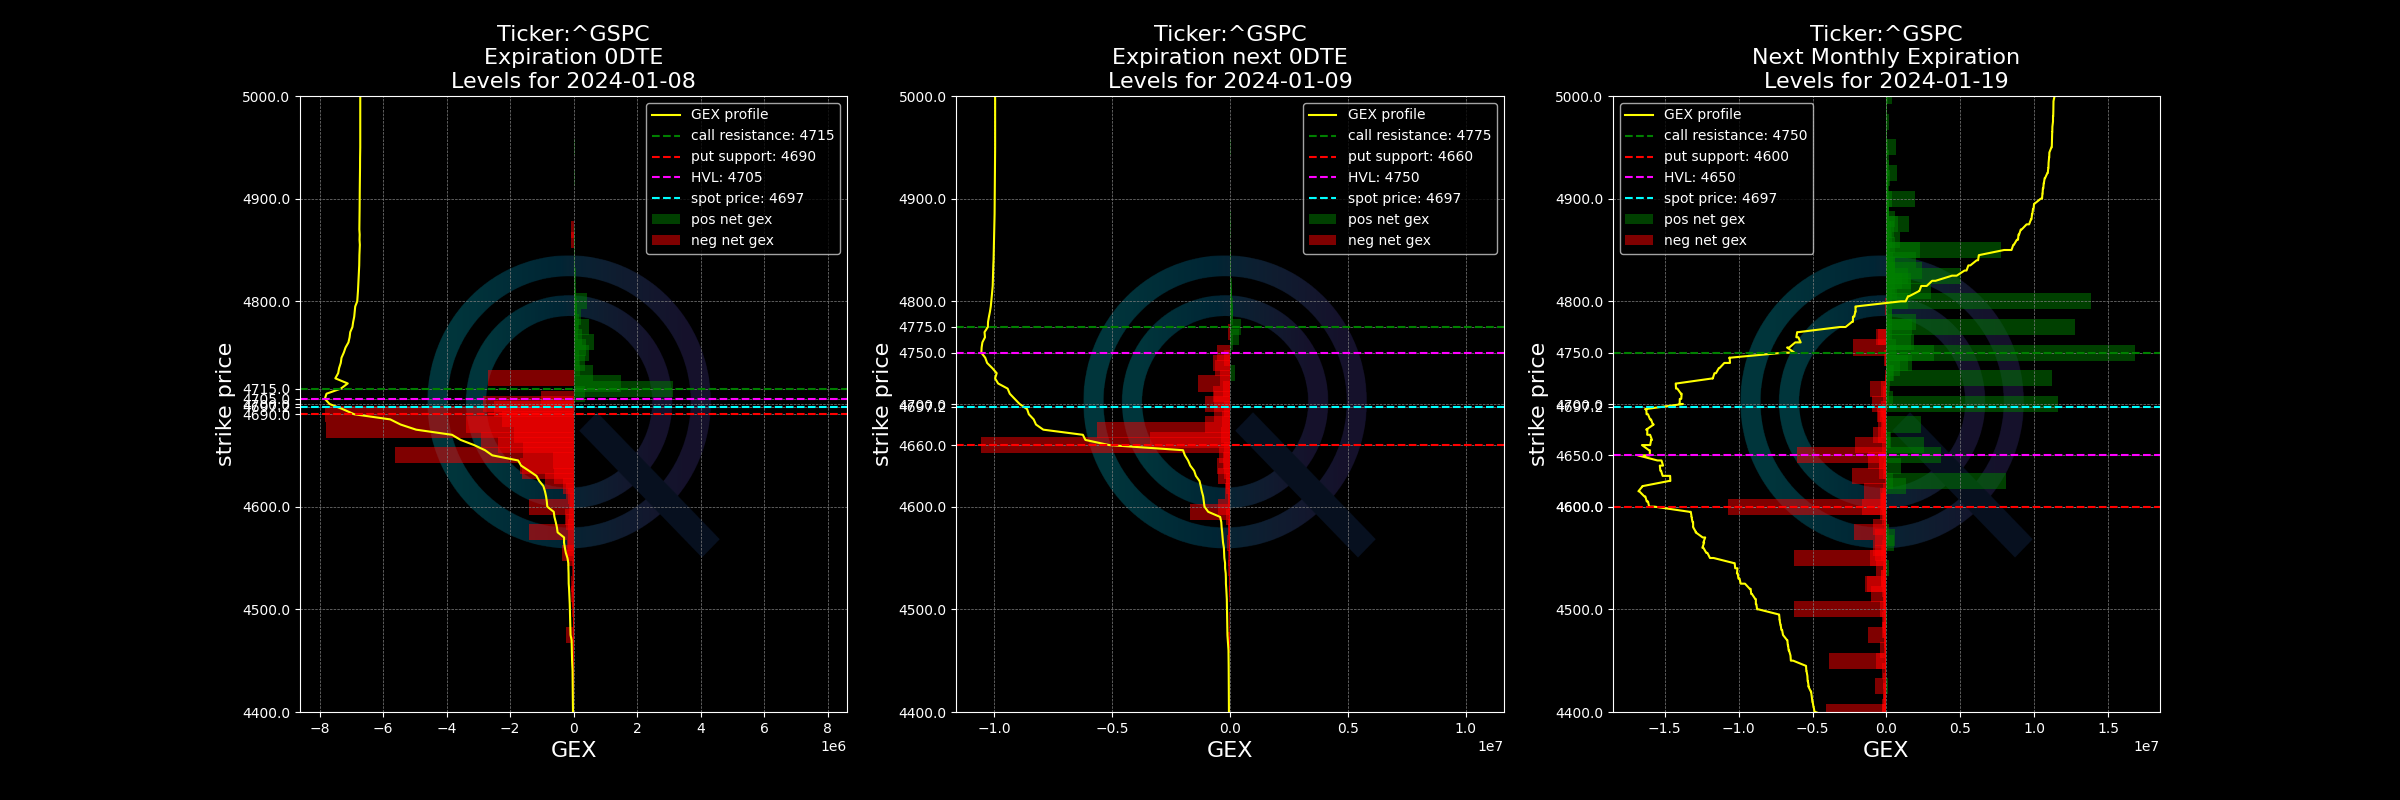 Ticker:^GSPC
Expiration 0DTE
Levels for 2024-01-08
GEX profile
call resistance: 4715
put support: 4690
HVL: 4705
spot price: 4697
pos net gex
neg net gex
5000.0
4900.0
4800.0
4715.0
4705.0
4690.0
4600.0
4500.0
4400.0
strike price
−8 −6 −4 −2 0 2 4 6 8
1e6
GEX
Ticker:^GSPC
Expiration next 0DTE
Levels for 2024-01-09
GEX profile
call resistance: 4775
put support: 4660
HVL: 4750
spot price: 4697
pos net gex
neg net gex
5000.0
4900.0
4800.0
4775.0
4750.0
4700.0
4697.2
4660.0
4600.0
4500.0
4400.0
strike price
−1.0 −0.5 0.0 0.5 1.0
1e7
GEX
Ticker:^GSPC
Next Monthly Expiration
Levels for 2024-01-19
GEX profile
call resistance: 4750
put support: 4600
HVL: 4650
spot price: 4697
pos net gex
neg net gex
5000.0
4900.0
4800.0
4750.0
4700.0
4697.2
4650.0
4600.0
4500.0
4400.0
strike price
−1.5 −1.0 −0.5 0.0 0.5 1.0 1.5
1e7
GEX